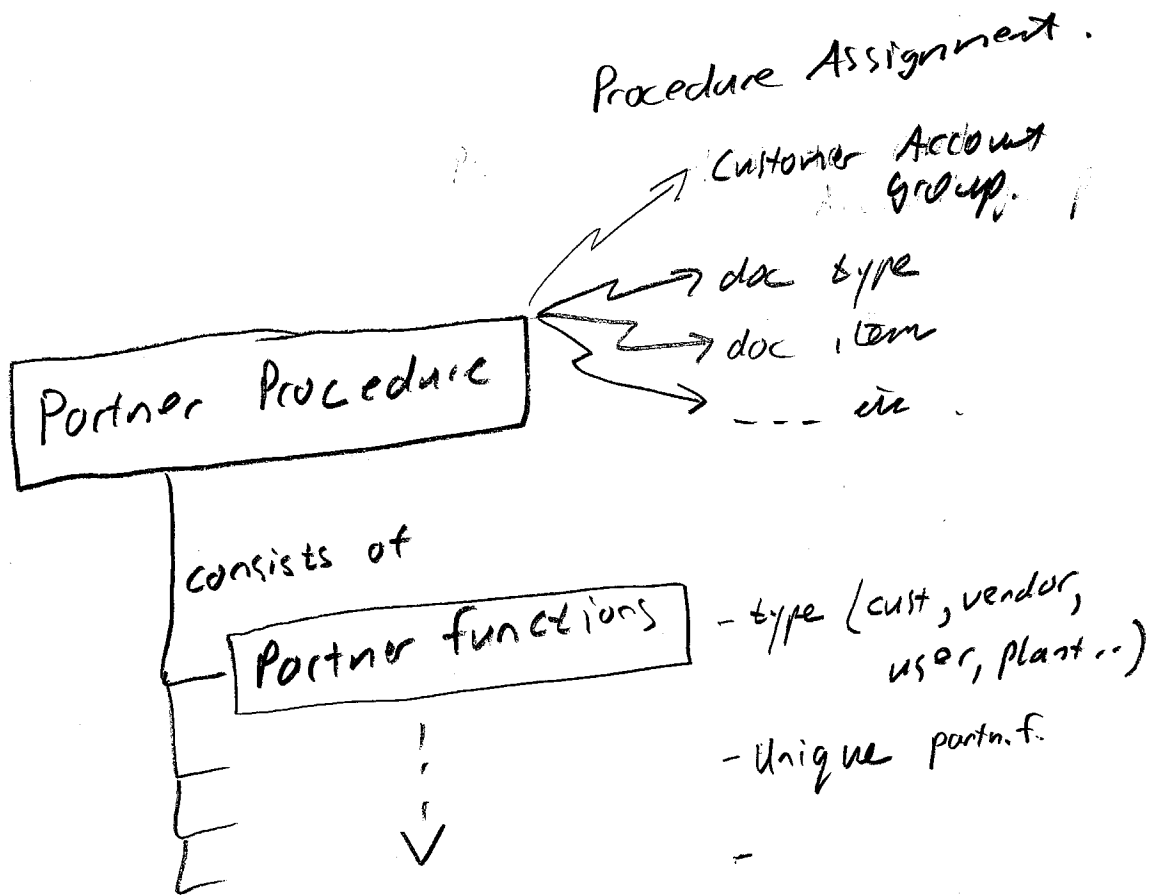 Procedure Assignment.
Customer Account
group.
doc type
doc item
---- etc .
Partner Procedure
consists of
Partner functions
- type (cust, vendor,
user, plant..)
- Unique partn.f.
-